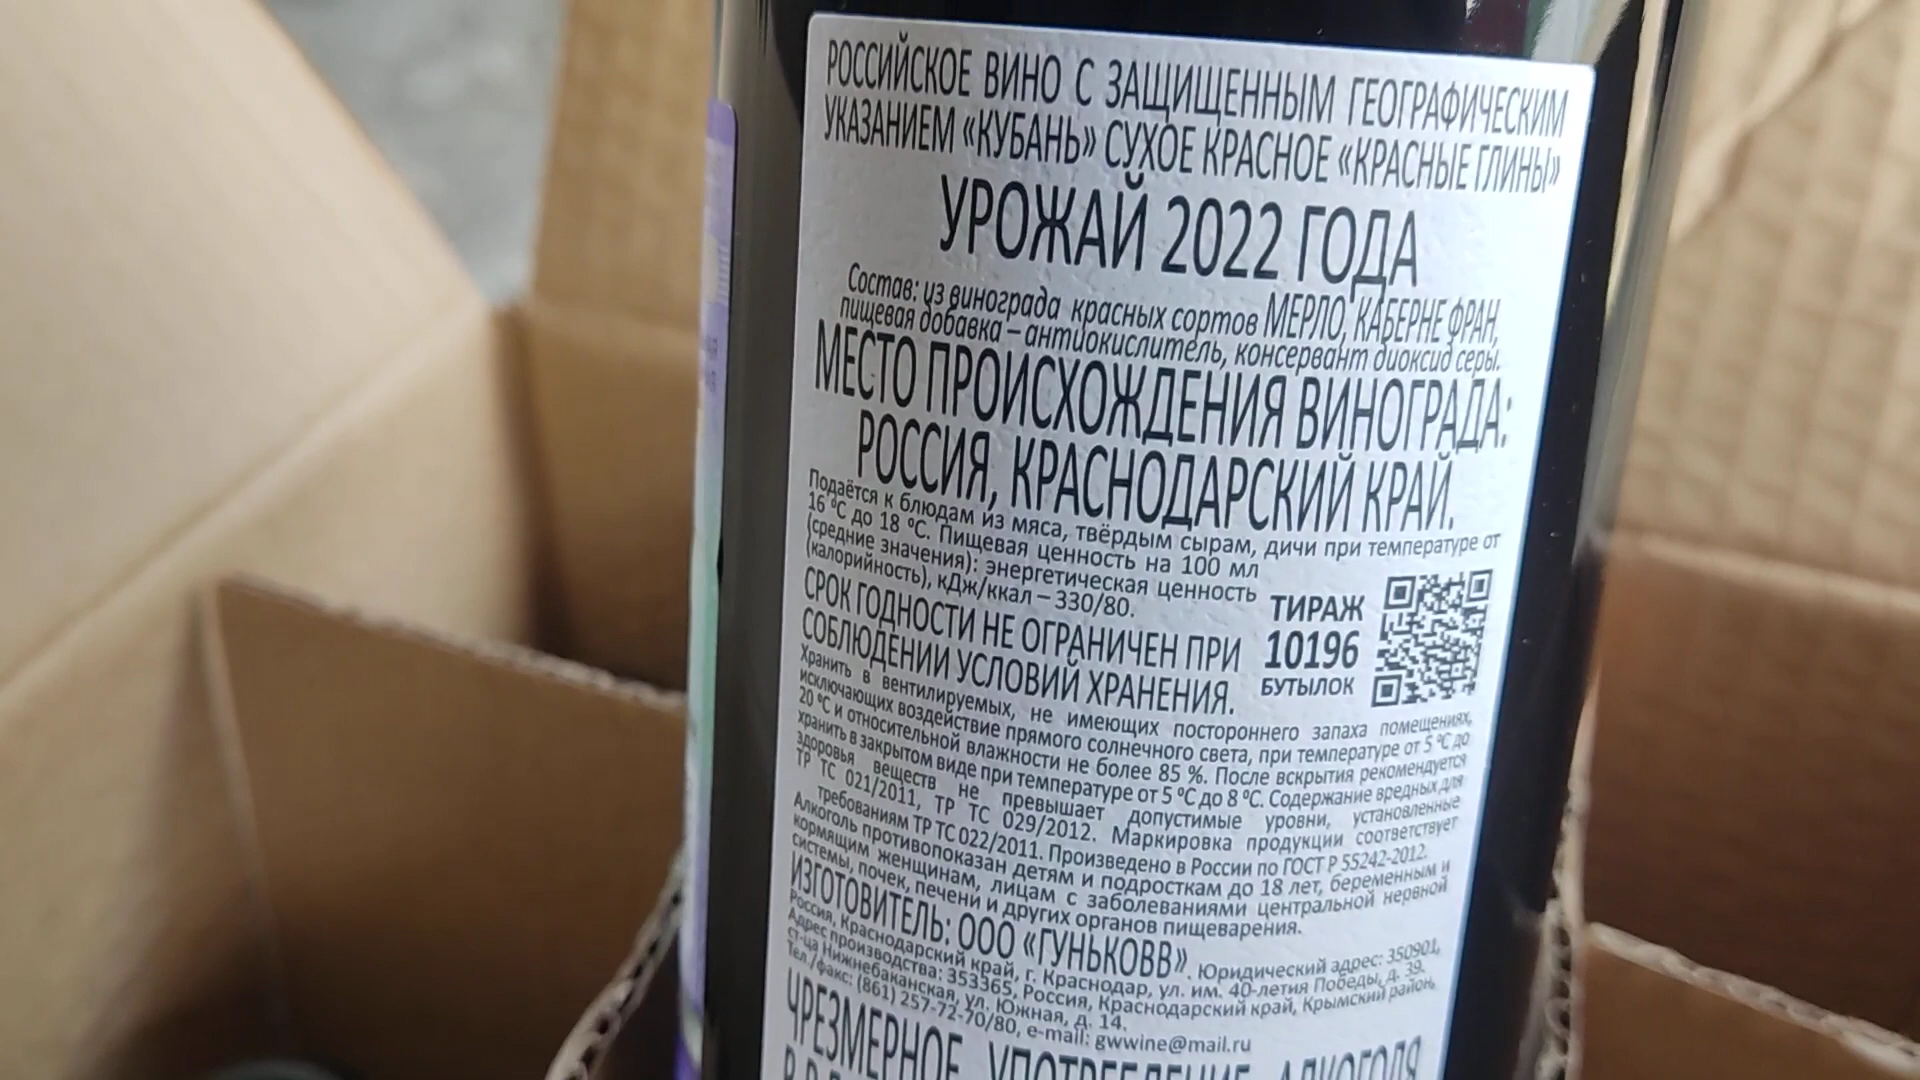 РОССИЙСКОЕ ВИНО С ЗАЩИЩЕННЫМ ГЕОГРАФИЧЕСКИМ
УКАЗАНИЕМ «КУБАНЬ» СУХОЕ КРАСНОЕ «КРАСНЫЕ ГЛИНЫ»
УРОЖАЙ 2022 ГОДА
Состав: из винограда красных сортов МЕРЛО, КАБЕРНЕ ФРАН,
пищевая добавка – антиокислитель, консервант диоксид серы.
МЕСТО ПРОИСХОЖДЕНИЯ ВИНОГРАДА:
РОССИЯ, КРАСНОДАРСКИЙ КРАЙ.
Подаётся к блюдам из мяса, твёрдым сырам, дичи при температуре от
16 °С до 18 °С. Пищевая ценность на 100 мл
(средние значения): энергетическая ценность
(калорийность), кДж/ккал – 330/80.
СРОК ГОДНОСТИ НЕ ОГРАНИЧЕН ПРИ
СОБЛЮДЕНИИ УСЛОВИЙ ХРАНЕНИЯ.
ТИРАЖ
10196
БУТЫЛОК
Хранить в вентилируемых, не имеющих постороннего запаха помещениях,
исключающих воздействие прямого солнечного света, при температуре от 5 °С до
20 °С и относительной влажности не более 85 %. После вскрытия рекомендуется
хранить в закрытом виде при температуре от 5 °С до 8 °С. Содержание вредных для
здоровья веществ не превышает допустимые уровни, установленные
ТР ТС 021/2011, ТР ТС 029/2012. Маркировка продукции соответствует
требованиям ТР ТС 022/2011. Произведено в России по ГОСТ Р 55242-2012.
Алкоголь противопоказан детям и подросткам до 18 лет, беременным и
кормящим женщинам, лицам с заболеваниями центральной нервной
системы, почек, печени и других органов пищеварения.
ИЗГОТОВИТЕЛЬ: ООО «ГУНЬКОВВ». Юридический адрес: 350901,
Россия, Краснодарский край, г. Краснодар, ул. им. 40-летия Победы, д. 39.
Адрес производства: 353365, Россия, Краснодарский край, Крымский район,
ст-ца Нижнебаканская, ул. Южная, д. 14.
Тел./факс: (861) 257-72-70/80, e-mail: gwwine@mail.ru
ЧРЕЗМЕРНОЕ УПОТРЕБЛЕНИЕ АЛКОГОЛЯ